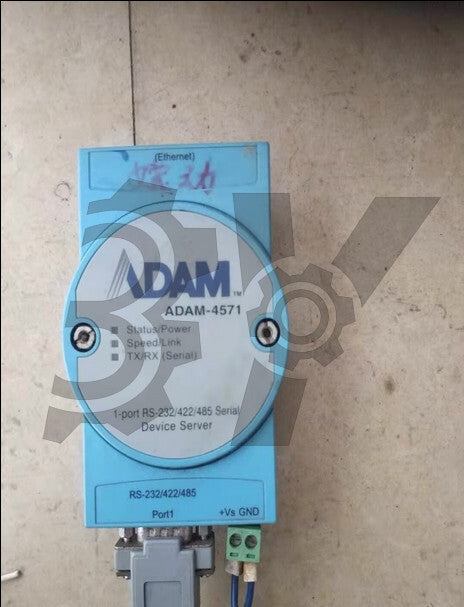 (Ethernet)
ADAM™
ADAM-4571
Status/Power
Speed/Link
TX/RX (Serial)
1-port RS-232/422/485 Serial
Device Server
RS-232/422/485
Port1 +Vs GND